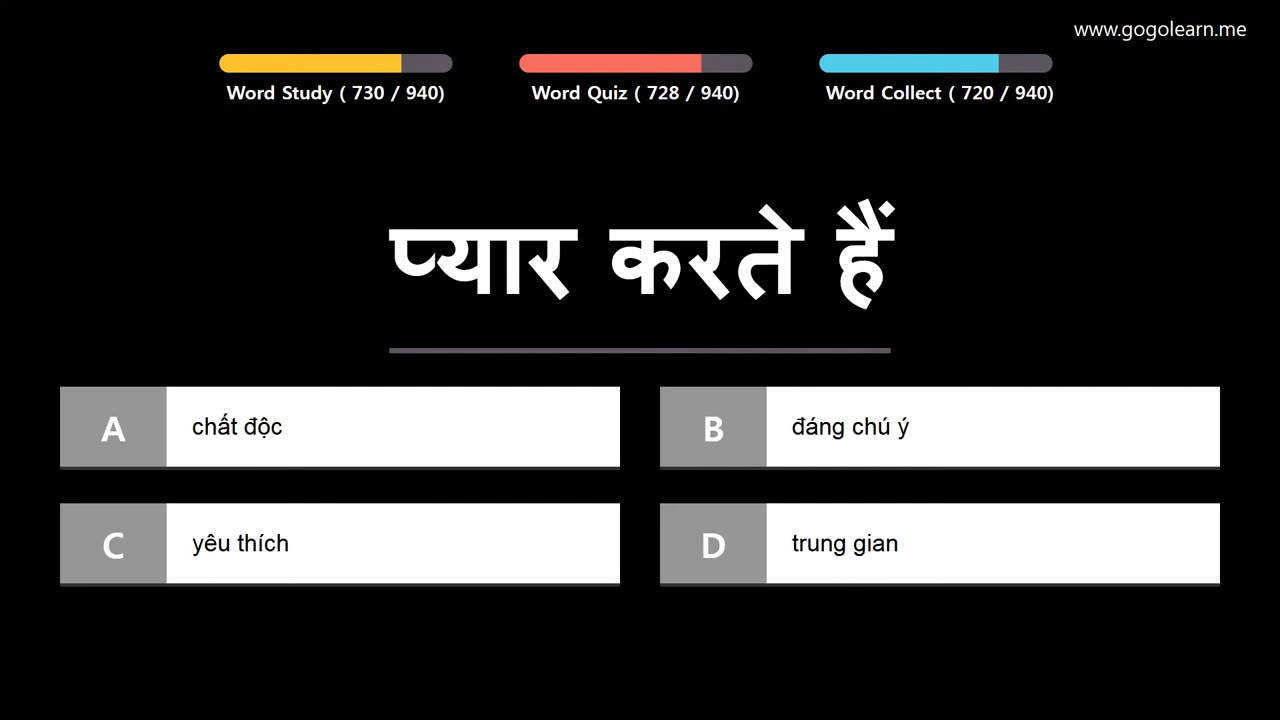 www.gogolearn.me
Word Study ( 730 / 940)
Word Quiz ( 728 / 940)
Word Collect ( 720 / 940)
प्यार करते हैं
A chất độc
B đáng chú ý
C yêu thích
D trung gian